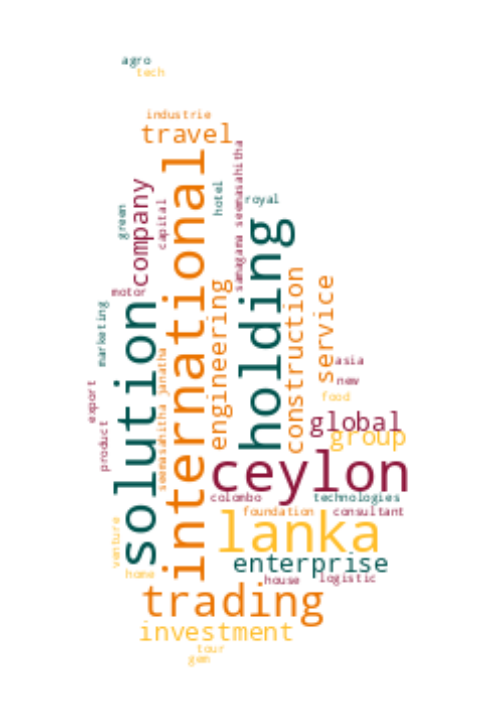 agro
tech
industrie
travel
samagama seemasahitha
company
hotel
royal
green
capital
international
holding
motor
solution
marketing
engineering
construction
service
seemasahitha janatha
asia
new
export
food
product
global
group
ceylon
colombo
technologies
foundation
consultant
lanka
venture
enterprise
home
house
logistic
trading
investment
tour
gem